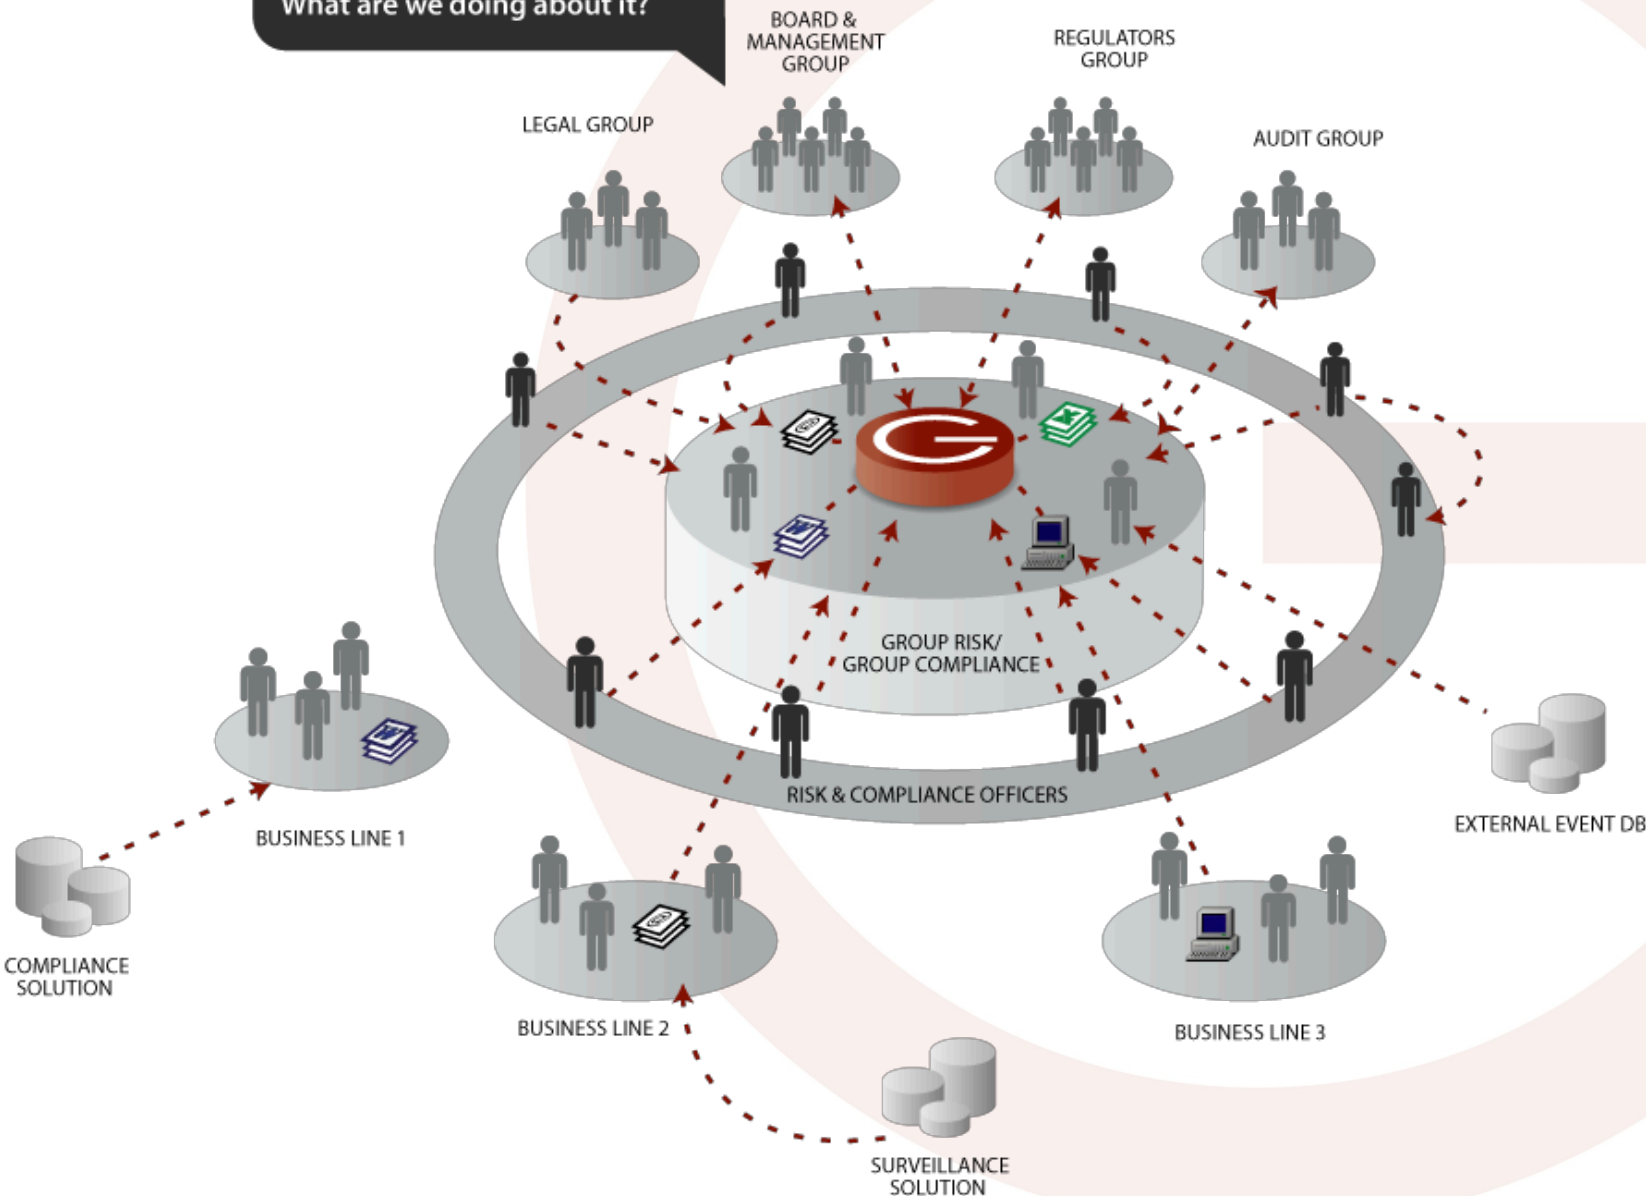 What are we doing about it?
BOARD &
MANAGEMENT
GROUP
REGULATORS
GROUP
LEGAL GROUP
AUDIT GROUP
GROUP RISK/
GROUP COMPLIANCE
RISK & COMPLIANCE OFFICERS
BUSINESS LINE 1
EXTERNAL EVENT DB
COMPLIANCE
SOLUTION
BUSINESS LINE 2
BUSINESS LINE 3
SURVEILLANCE
SOLUTION